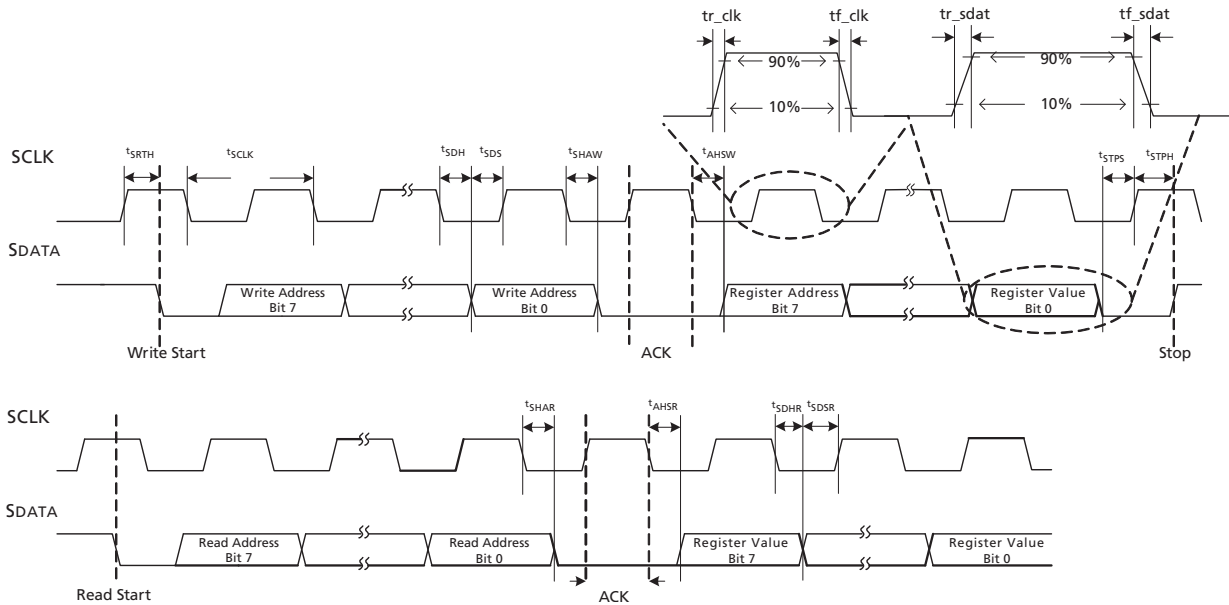 tr_clk tf_clk tr_sdat tf_sdat
90% 90%
10% 10%
SCLK
tSRTH tSCLK tSDH tSDS tSHAW tAHSW tSTPS tSTPH
SDATA
Write Address Bit 7
Write Address Bit 0
Register Address Bit 7
Register Value Bit 0
Write Start ACK Stop
SCLK
tSHAR tAHSR tSDHR tSDSR
SDATA
Read Address Bit 7
Read Address Bit 0
Register Value Bit 7
Register Value Bit 0
Read Start ACK